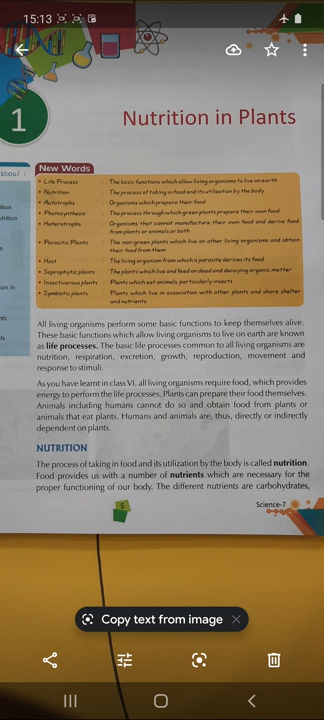 15:13
1
Nutrition in Plants
about :
New Words
• Life Process : The basic functions which allow living organisms to live on earth
• Nutrition : The process of taking in food and its utilization by the body
• Autotrophs : Organisms which prepare their food
• Photosynthesis : The process through which green plants prepare their own food
• Heterotrophs : Organisms that cannot manufacture their own food and derive food
from plants or animals or both
• Parasitic Plants : The non-green plants which live on other living organisms and obtain
their food from them
• Host : The living organism from which a parasite derives its food
• Saprophytic plants : The plants which live and feed on dead and decaying organic matter
• Insectivorous plants : Plants which eat animals particularly insects
• Symbiotic plants : Plants which live in association with other plants and share shelter
and nutrients
All living organisms perform some basic functions to keep themselves alive.
These basic functions which allow living organisms to live on earth are known
as life processes. The basic life processes common to all living organisms are
nutrition, respiration, excretion, growth, reproduction, movement and
response to stimuli.
As you have learnt in class VI, all living organisms require food, which provides
energy to perform the life processes. Plants can prepare their food themselves.
Animals including humans cannot do so and obtain food from plants or
animals that eat plants. Humans and animals are, thus, directly or indirectly
dependent on plants.
NUTRITION
The process of taking in food and its utilization by the body is called nutrition.
Food provides us with a number of nutrients which are necessary for the
proper functioning of our body. The different nutrients are carbohydrates,
5
Science-7
Copy text from image